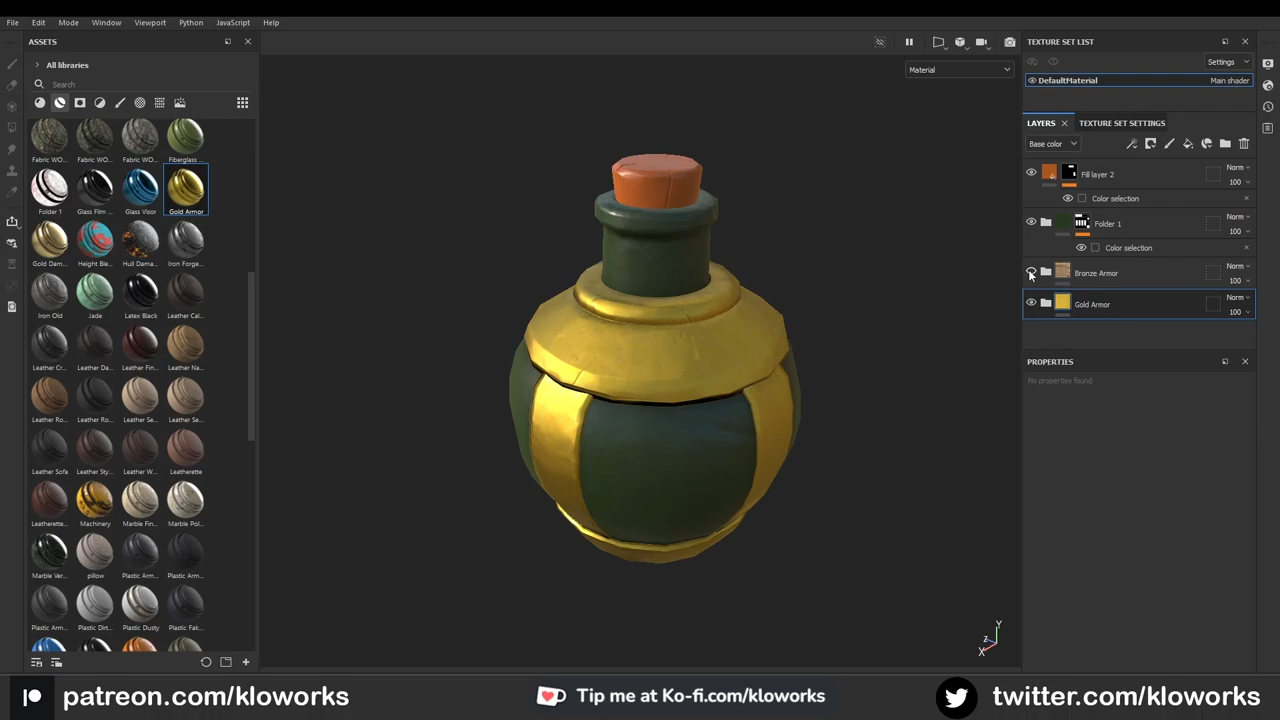 File Edit Mode Window Viewport Python JavaScript Help
ASSETS
All libraries
Search
Fabric WO... Fabric WO... Fabric WO... Fiberglass ...
Folder 1 Glass Film ... Glass Visor Gold Armor
Gold Dam... Height Ble... Hull Dama... Iron Forge...
Iron Old Jade Latex Black Leather Cal...
Leather Cr... Leather Da... Leather Fin... Leather Na...
Leather Ro... Leather Ro... Leather Se... Leather Se...
Leather Sofa Leather Sty... Leather W... Leatherette
Leatherette... Machinery Marble Fin... Marble Pol...
Marble Ver... pillow Plastic Arm... Plastic Arm...
Plastic Arm... Plastic Dirt... Plastic Dusty Plastic Fak...
Material
Y
Z
X
TEXTURE SET LIST
Settings
DefaultMaterial Main shader
LAYERS TEXTURE SET SETTINGS
Base color
Fill layer 2 Norm
100
Color selection
Folder 1 Norm
100
Color selection
Bronze Armor Norm
100
Gold Armor Norm
100
PROPERTIES
No properties found
patreon.com/kloworks Tip me at Ko-fi.com/kloworks twitter.com/kloworks